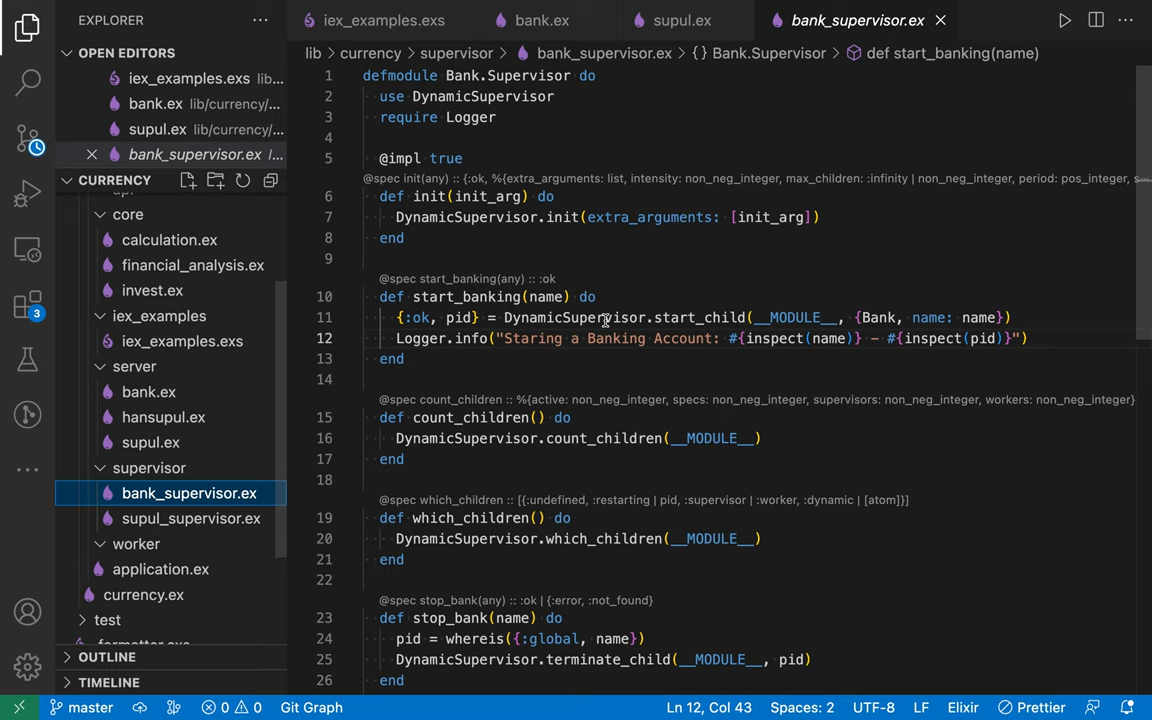 EXPLORER
iex_examples.exs
bank.ex
supul.ex
bank_supervisor.ex
OPEN EDITORS
lib > currency > supervisor > bank_supervisor.ex > {} Bank.Supervisor > def start_banking(name)
iex_examples.exs lib...
bank.ex lib/currency/...
supul.ex lib/currency/...
bank_supervisor.ex l...
CURRENCY
core
calculation.ex
financial_analysis.ex
invest.ex
iex_examples
iex_examples.exs
server
bank.ex
hansupul.ex
supul.ex
supervisor
bank_supervisor.ex
supul_supervisor.ex
worker
application.ex
currency.ex
test
OUTLINE
TIMELINE
3
1 defmodule Bank.Supervisor do
2 use DynamicSupervisor
3 require Logger
4
5 @impl true
@spec init(any) :: {:ok, %{extra_arguments: list, intensity: non_neg_integer, max_children: :infinity | non_neg_integer, period: pos_integer, s...
6 def init(init_arg) do
7 DynamicSupervisor.init(extra_arguments: [init_arg])
8 end
9
@spec start_banking(any) :: :ok
10 def start_banking(name) do
11 {:ok, pid} = DynamicSupervisor.start_child(__MODULE__, {Bank, name: name})
12 Logger.info("Staring a Banking Account: #{inspect(name)} - #{inspect(pid)}")
13 end
14
@spec count_children :: %{active: non_neg_integer, specs: non_neg_integer, supervisors: non_neg_integer, workers: non_neg_integer}
15 def count_children() do
16 DynamicSupervisor.count_children(__MODULE__)
17 end
18
@spec which_children :: [{:undefined, :restarting | pid, :supervisor | :worker, :dynamic | [atom]}]
19 def which_children() do
20 DynamicSupervisor.which_children(__MODULE__)
21 end
22
@spec stop_bank(any) :: :ok | {:error, :not_found}
23 def stop_bank(name) do
24 pid = whereis({:global, name})
25 DynamicSupervisor.terminate_child(__MODULE__, pid)
26 end
master
0 0
Git Graph
Ln 12, Col 43
Spaces: 2
UTF-8
LF
Elixir
Prettier